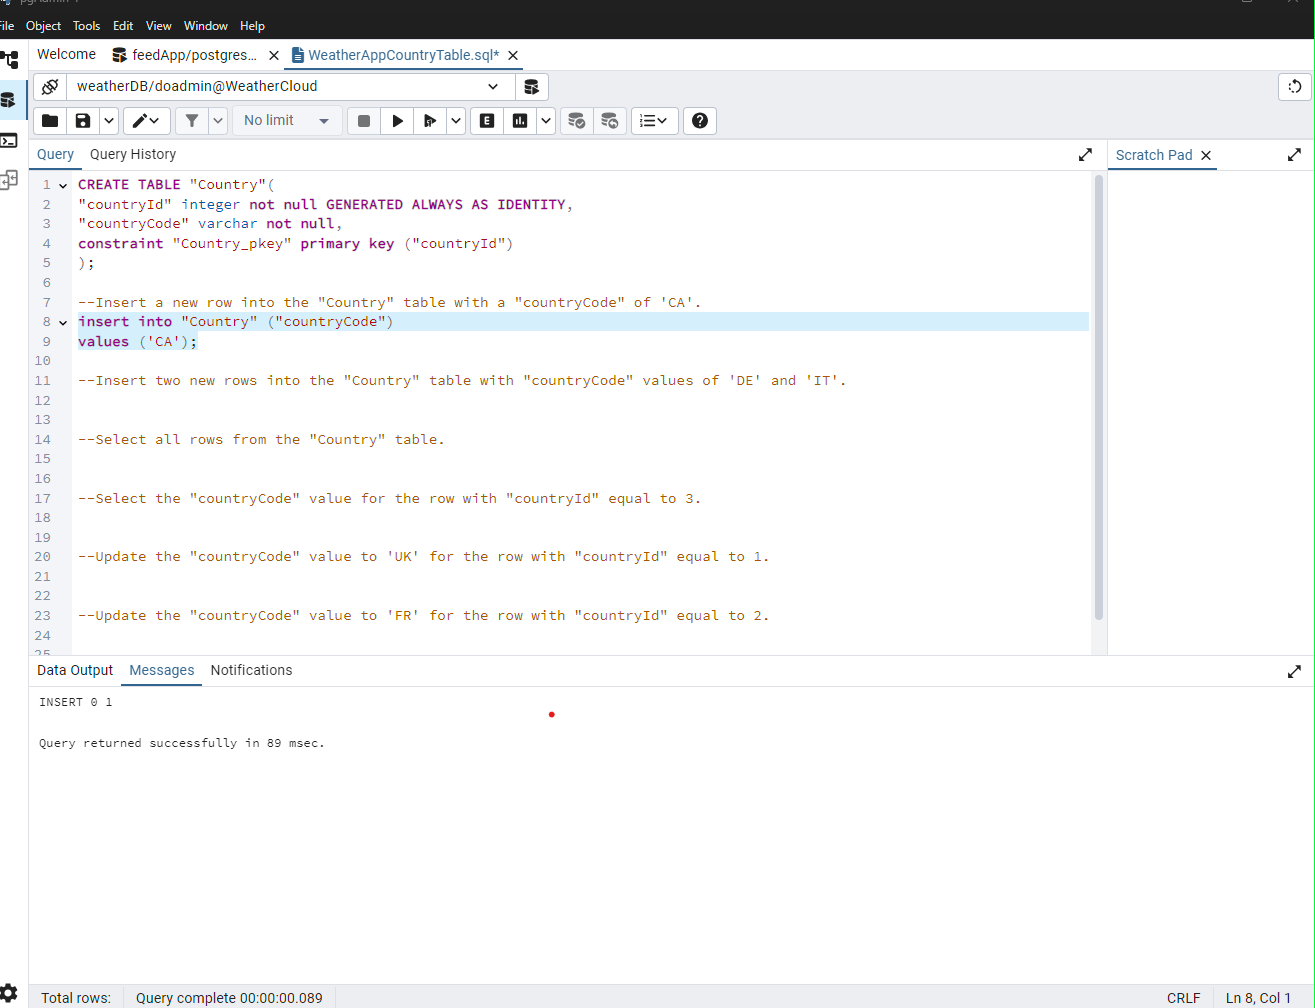 File Object Tools Edit View Window Help
Welcome feedApp/postgres... WeatherAppCountryTable.sql*
weatherDB/doadmin@WeatherCloud
No limit
E
Query Query History
Scratch Pad
1 CREATE TABLE "Country"(
2 "countryId" integer not null GENERATED ALWAYS AS IDENTITY,
3 "countryCode" varchar not null,
4 constraint "Country_pkey" primary key ("countryId")
5 );
6
7 --Insert a new row into the "Country" table with a "countryCode" of 'CA'.
8 insert into "Country" ("countryCode")
9 values ('CA');
10
11 --Insert two new rows into the "Country" table with "countryCode" values of 'DE' and 'IT'.
12
13
14 --Select all rows from the "Country" table.
15
16
17 --Select the "countryCode" value for the row with "countryId" equal to 3.
18
19
20 --Update the "countryCode" value to 'UK' for the row with "countryId" equal to 1.
21
22
23 --Update the "countryCode" value to 'FR' for the row with "countryId" equal to 2.
24
25
Data Output Messages Notifications
INSERT 0 1
Query returned successfully in 89 msec.
Total rows: Query complete 00:00:00.089 CRLF Ln 8, Col 1